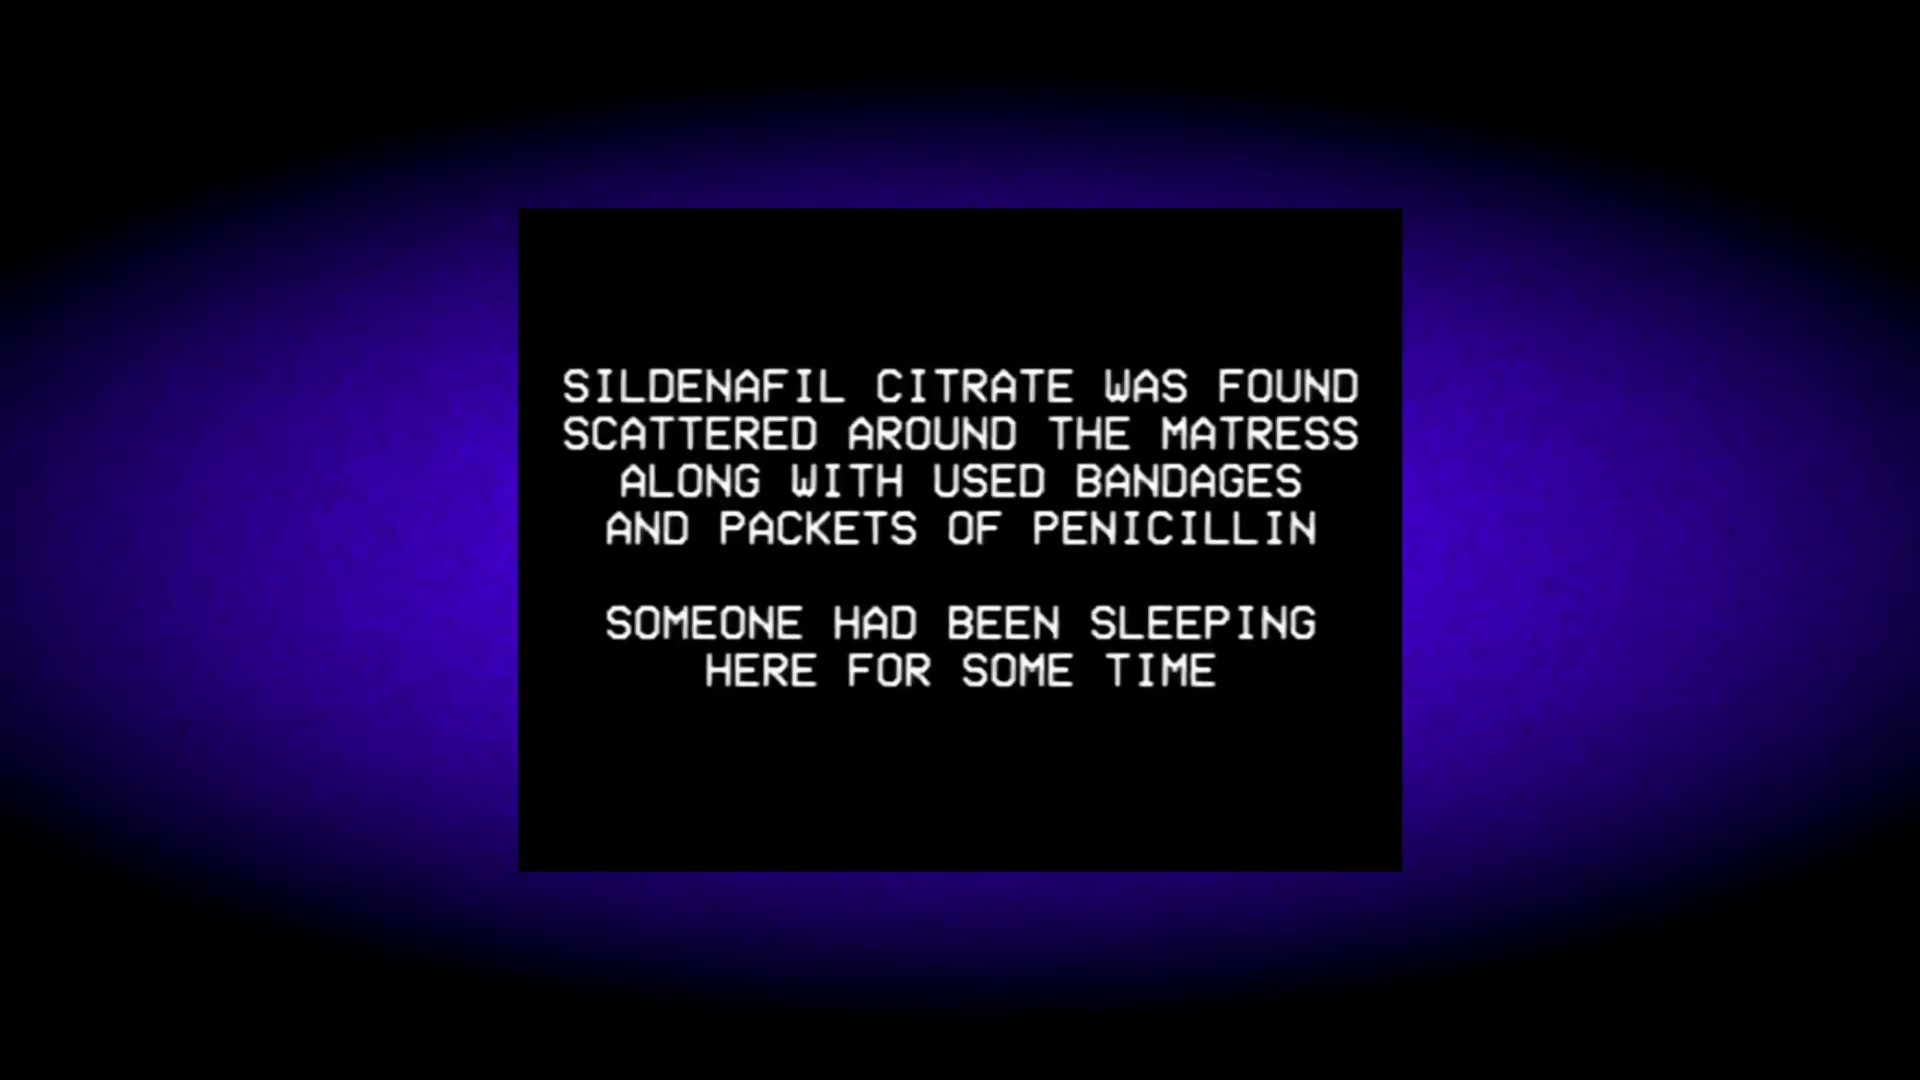 SILDENAFIL CITRATE WAS FOUND
SCATTERED AROUND THE MATRESS
ALONG WITH USED BANDAGES
AND PACKETS OF PENICILLIN
SOMEONE HAD BEEN SLEEPING
HERE FOR SOME TIME